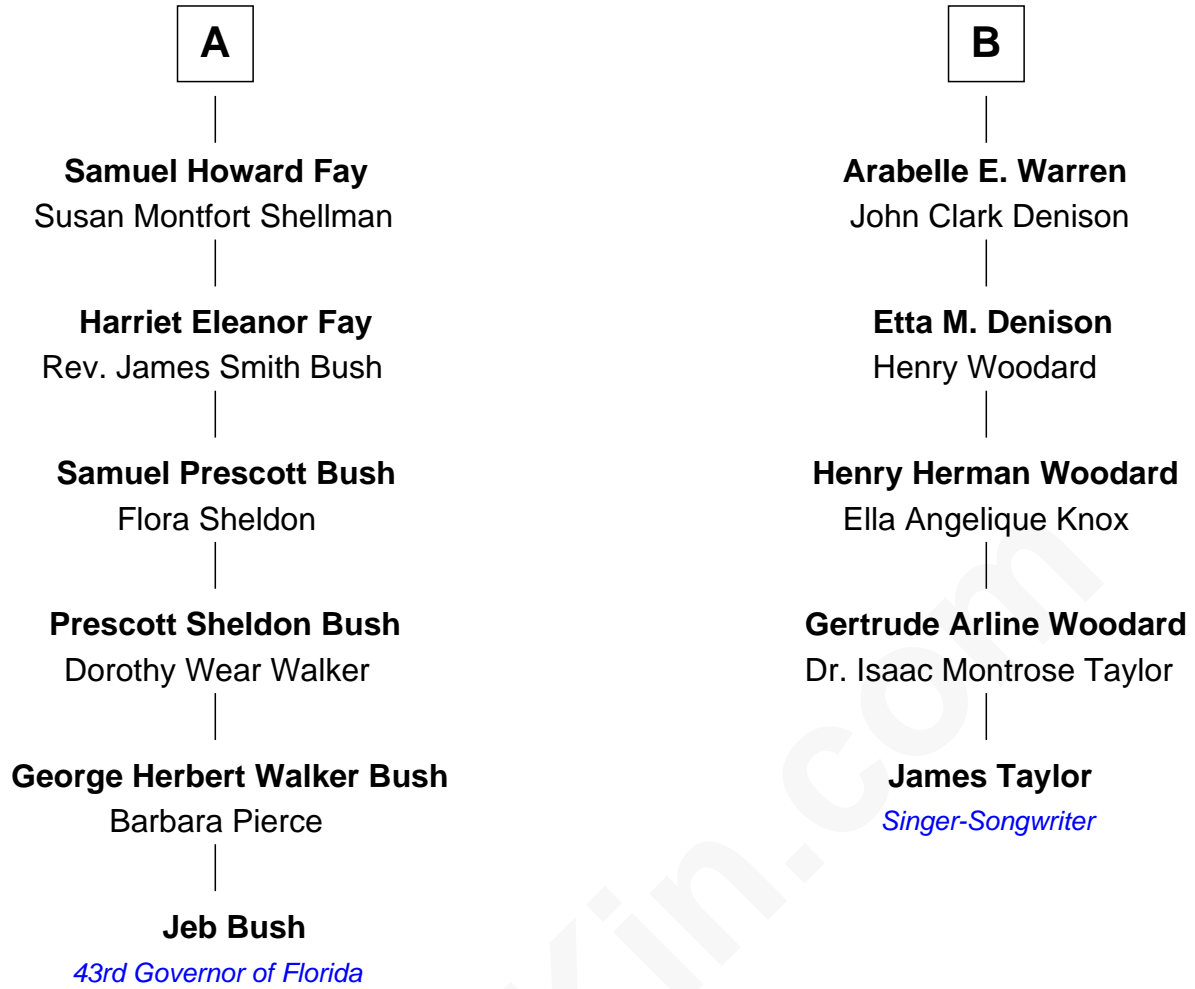 A
Samuel Howard Fay
Susan Montfort Shellman
Harriet Eleanor Fay
Rev. James Smith Bush
Samuel Prescott Bush
Flora Sheldon
Prescott Sheldon Bush
Dorothy Wear Walker
George Herbert Walker Bush
Barbara Pierce
Jeb Bush
43rd Governor of Florida
B
Arabelle E. Warren
John Clark Denison
Etta M. Denison
Henry Woodard
Henry Herman Woodard
Ella Angelique Knox
Gertrude Arline Woodard
Dr. Isaac Montrose Taylor
James Taylor
Singer-Songwriter